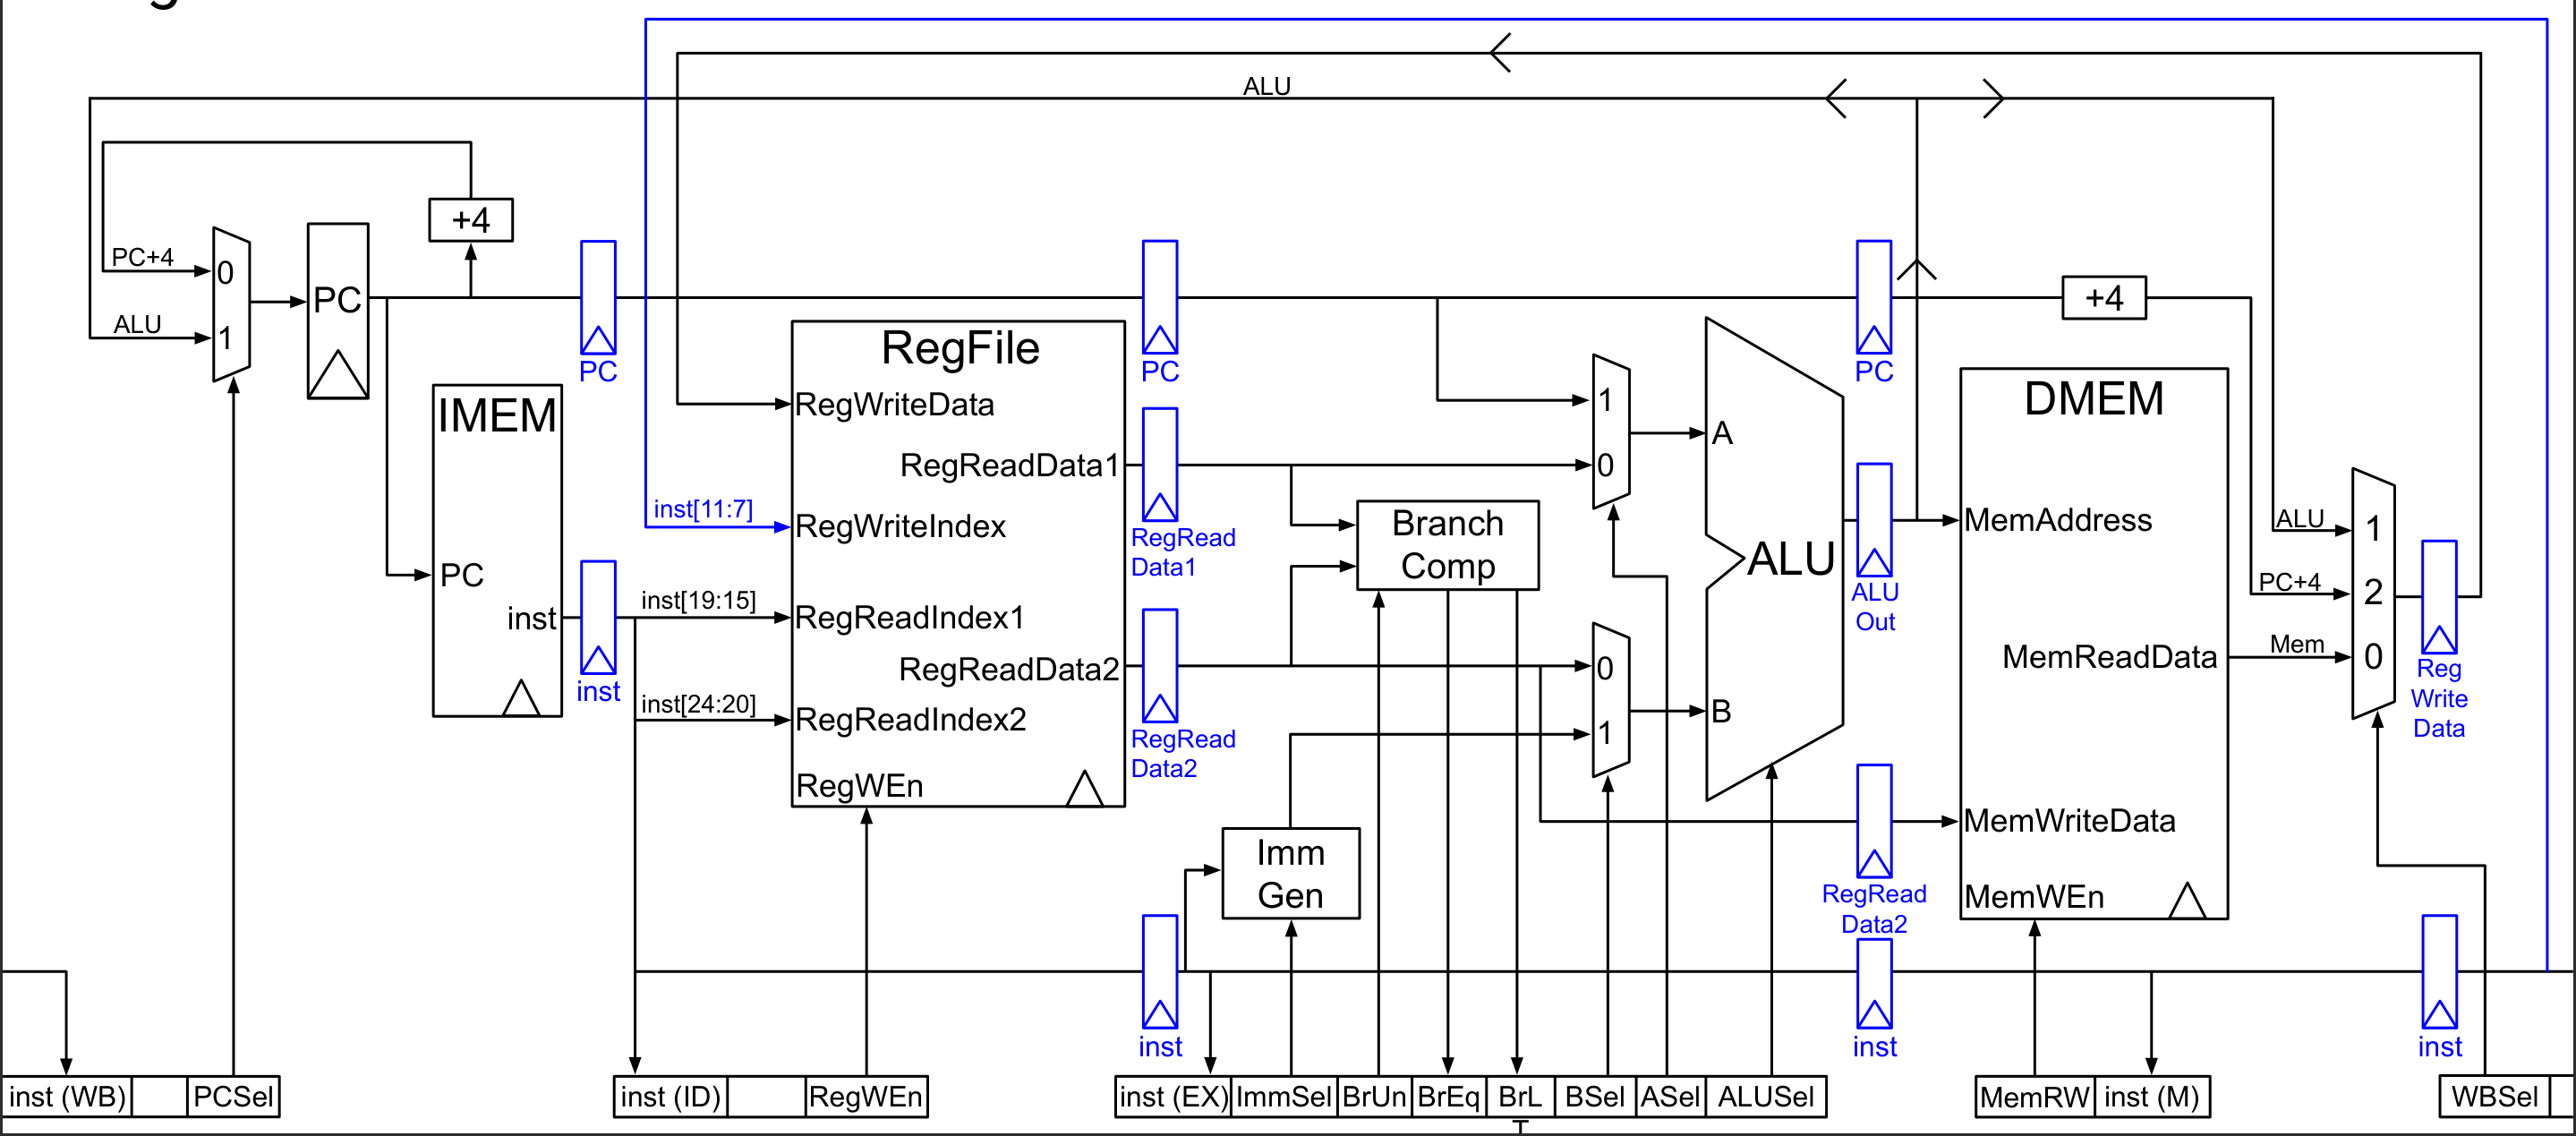 ALU
+4
PC+4
0
ALU
1
PC
PC
IMEM
PC
inst
inst
inst[11:7]
inst[19:15]
inst[24:20]
RegFile
RegWriteData
RegReadData1
RegWriteIndex
RegReadIndex1
RegReadData2
RegReadIndex2
RegWEn
PC
RegRead
Data1
RegRead
Data2
Branch
Comp
Imm
Gen
inst
1
0
0
1
A
B
ALU
PC
ALU
Out
RegRead
Data2
inst
+4
DMEM
MemAddress
MemReadData
MemWriteData
MemWEn
ALU
PC+4
Mem
1
2
0
Reg
Write
Data
inst
inst (WB)
PCSel
inst (ID)
RegWEn
inst (EX)
ImmSel
BrUn
BrEq
BrL
BSel
ASel
ALUSel
MemRW
inst (M)
WBSel